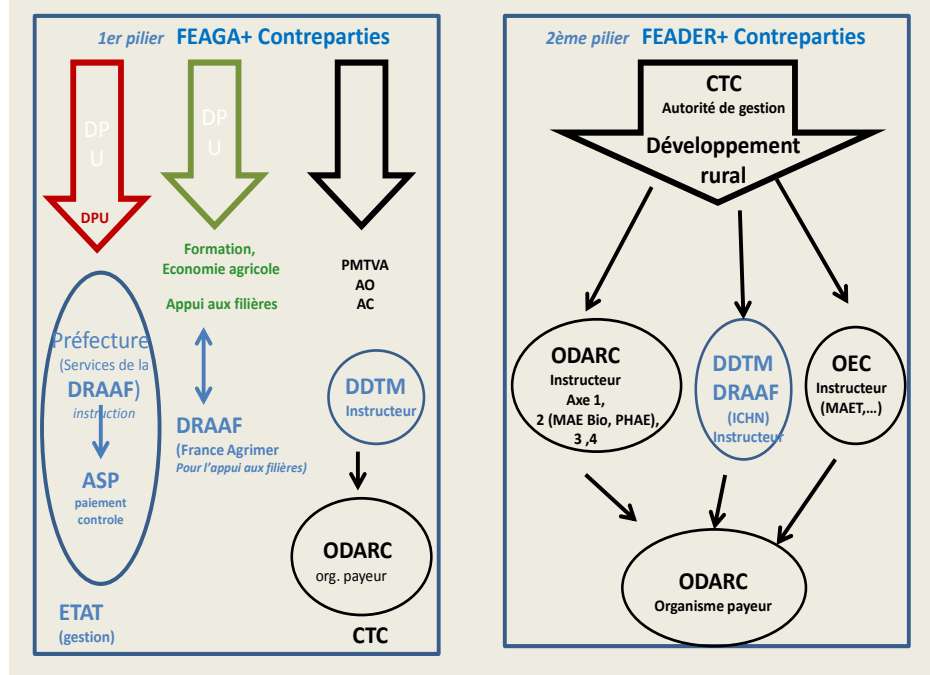 1er pilier FEAGA+ Contreparties
DP
U
DPU
DP
U
Formation,
Economie agricole
Appui aux filières
PMTVA
AO
AC
Préfecture
(Services de la
DRAAF)
instruction
ASP
paiement
controle
ETAT
(gestion)
DRAAF
(France Agrimer
Pour l'appui aux filières)
DDTM
Instructeur
ODARC
org. payeur
CTC
2ème pilier FEADER+ Contreparties
CTC
Autorité de gestion
Développement
rural
ODARC
Instructeur
Axe 1,
2 (MAE Bio, PHAE),
3 ,4
DDTM
DRAAF
(ICHN)
Instructeur
OEC
Instructeur
(MAET,...)
ODARC
Organisme payeur